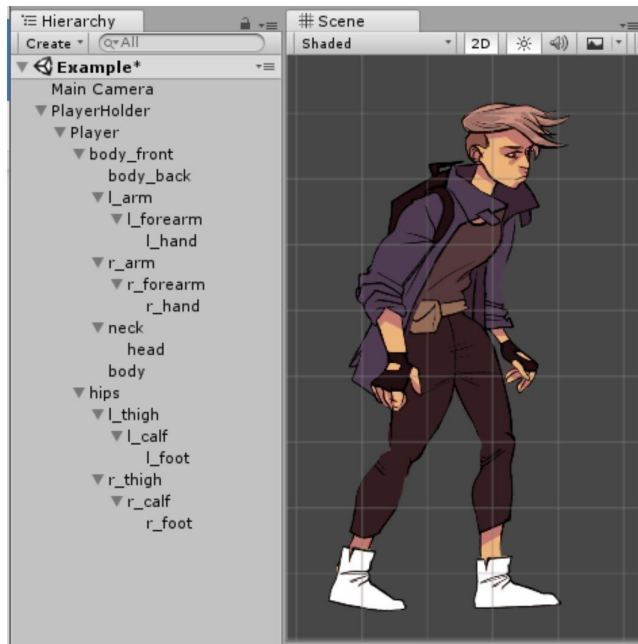 Hierarchy
Create All
Example*
Main Camera
PlayerHolder
Player
body_front
body_back
l_arm
l_forearm
l_hand
r_arm
r_forearm
r_hand
neck
head
body
hips
l_thigh
l_calf
l_foot
r_thigh
r_calf
r_foot
# Scene
Shaded 2D